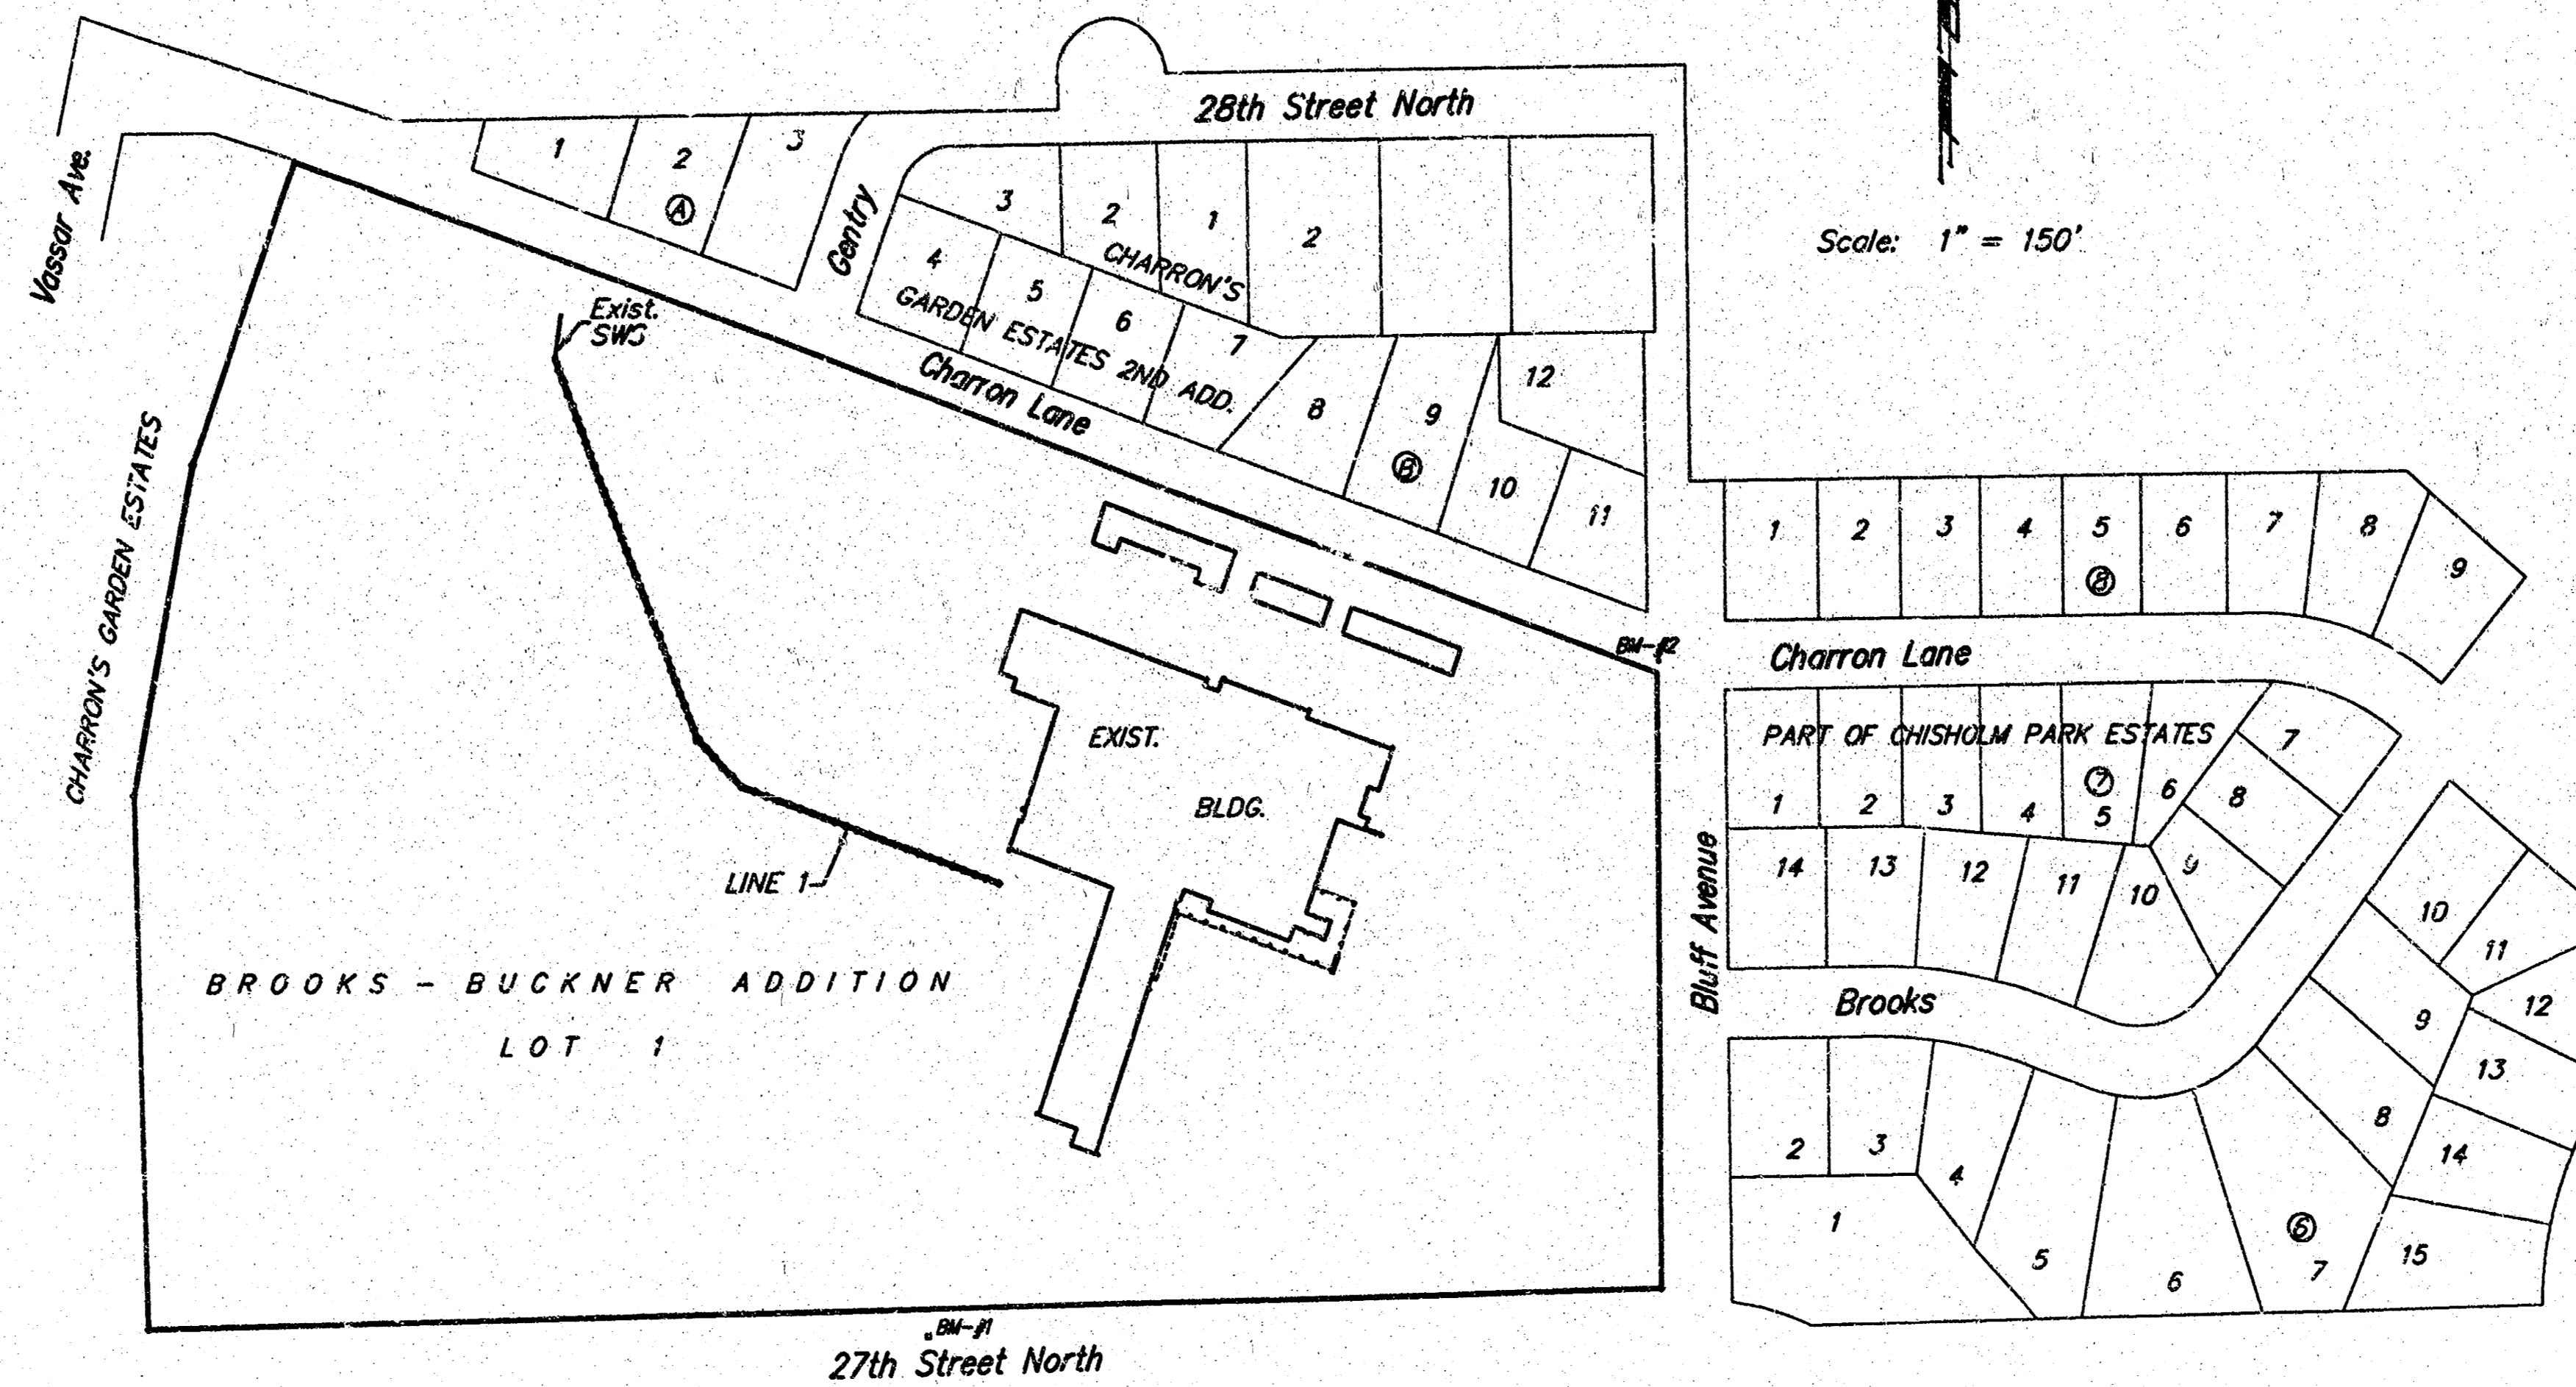 28th Street North
Vassar Ave.
1
2
3
A
Gentry
3
2
1
2
CHARRON'S
4
5
6
7
GARDEN ESTATES 2ND ADD.
Scale: 1" = 150'
Exist.
SWS
Charron Lane
8
9
12
B
10
11
CHARRON'S GARDEN ESTATES
1
2
3
4
5
6
7
8
9
8
BM-#2
Charron Lane
EXIST.
BLDG.
PART OF CHISHOLM PARK ESTATES
7
1
2
3
4
5
6
7
8
LINE 1
14
13
12
11
10
9
Bluff Avenue
10
11
BROOKS - BUCKNER ADDITION
LOT 1
Brooks
9
12
13
2
3
4
8
14
1
5
6
6
7
15
BM-#1
27th Street North